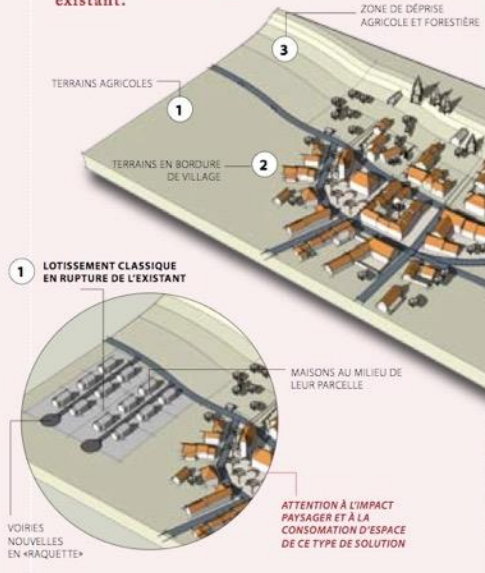 existant.
ZONE DE DÉPRISE
AGRICOLE ET FORESTIÈRE
3
TERRAINS AGRICOLES
1
TERRAINS EN BORDURE
DE VILLAGE
2
1 LOTISSEMENT CLASSIQUE
EN RUPTURE DE L'EXISTANT
MAISONS AU MILIEU DE
LEUR PARCELLE
VOIRIES
NOUVELLES
EN «RAQUETTE»
ATTENTION À L'IMPACT
PAYSAGER ET À LA
CONSOMATION D'ESPACE
DE CE TYPE DE SOLUTION